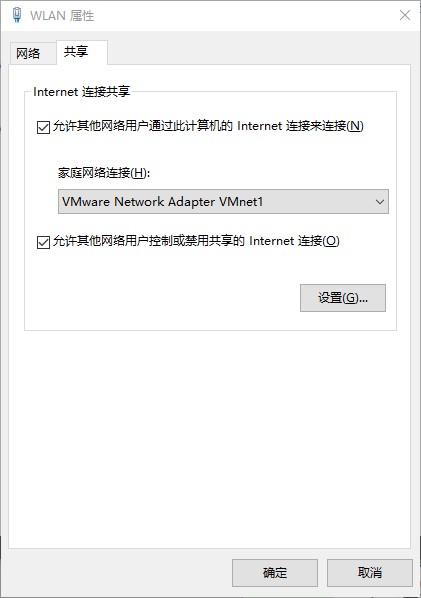 WLAN 属性
网络
共享
Internet 连接共享
允许其他网络用户通过此计算机的 Internet 连接来连接(N)
家庭网络连接(H):
VMware Network Adapter VMnet1
允许其他网络用户控制或禁用共享的 Internet 连接(O)
设置(G)...
确定
取消